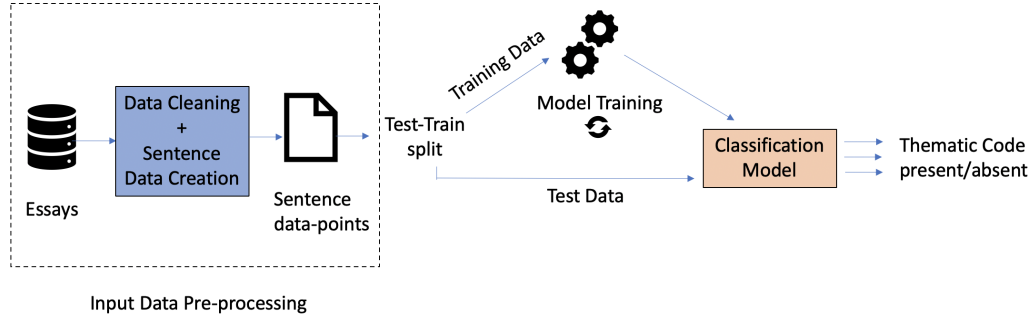 Data Cleaning
+
Sentence
Data Creation
Essays
Sentence
data-points
Input Data Pre-processing
Test-Train
split
Training Data
Model Training
Test Data
Classification
Model
Thematic Code
present/absent